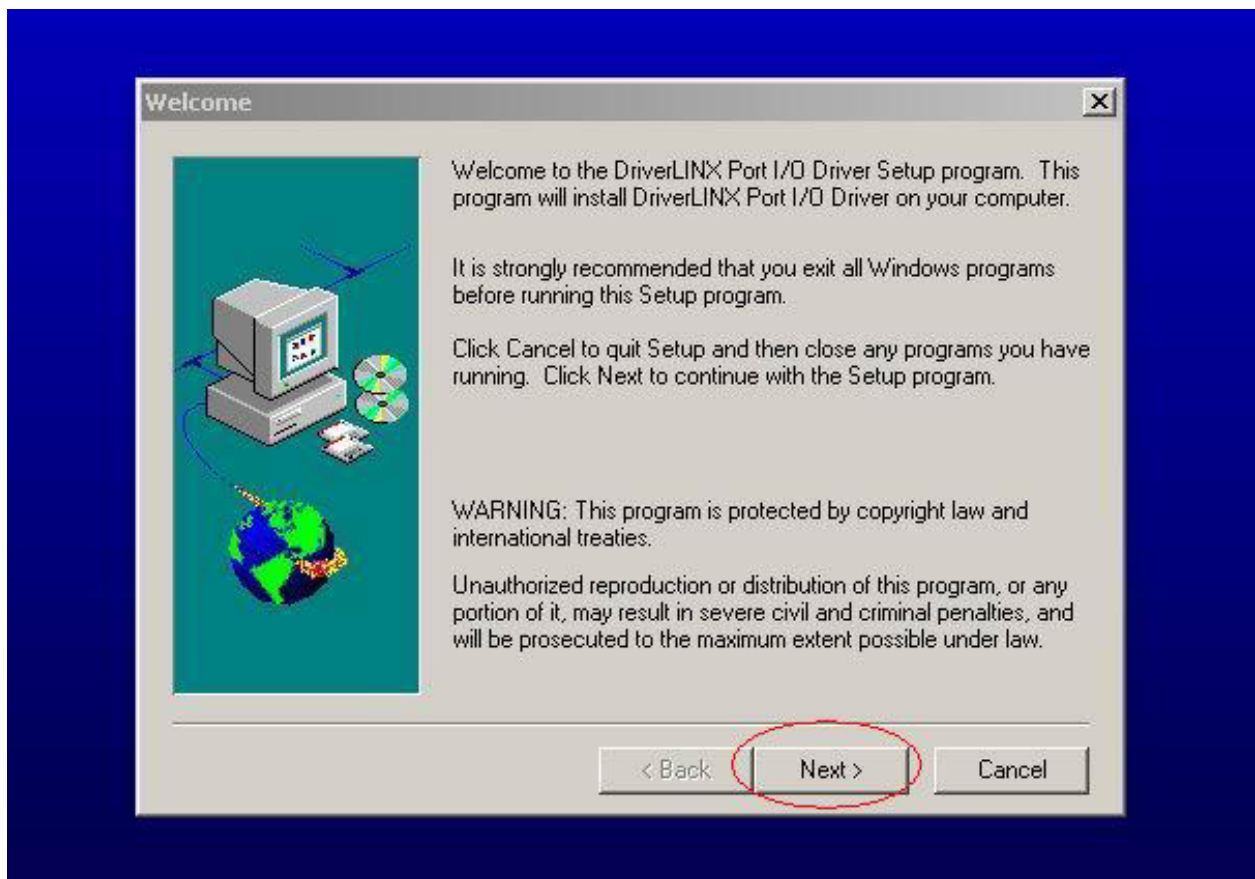 Welcome
Welcome to the DriverLINX Port I/O Driver Setup program.  This
program will install DriverLINX Port I/O Driver on your computer.
It is strongly recommended that you exit all Windows programs
before running this Setup program.
Click Cancel to quit Setup and then close any programs you have
running.  Click Next to continue with the Setup program.
WARNING: This program is protected by copyright law and
international treaties.
Unauthorized reproduction or distribution of this program, or any
portion of it, may result in severe civil and criminal penalties, and
will be prosecuted to the maximum extent possible under law.
< Back Next > Cancel